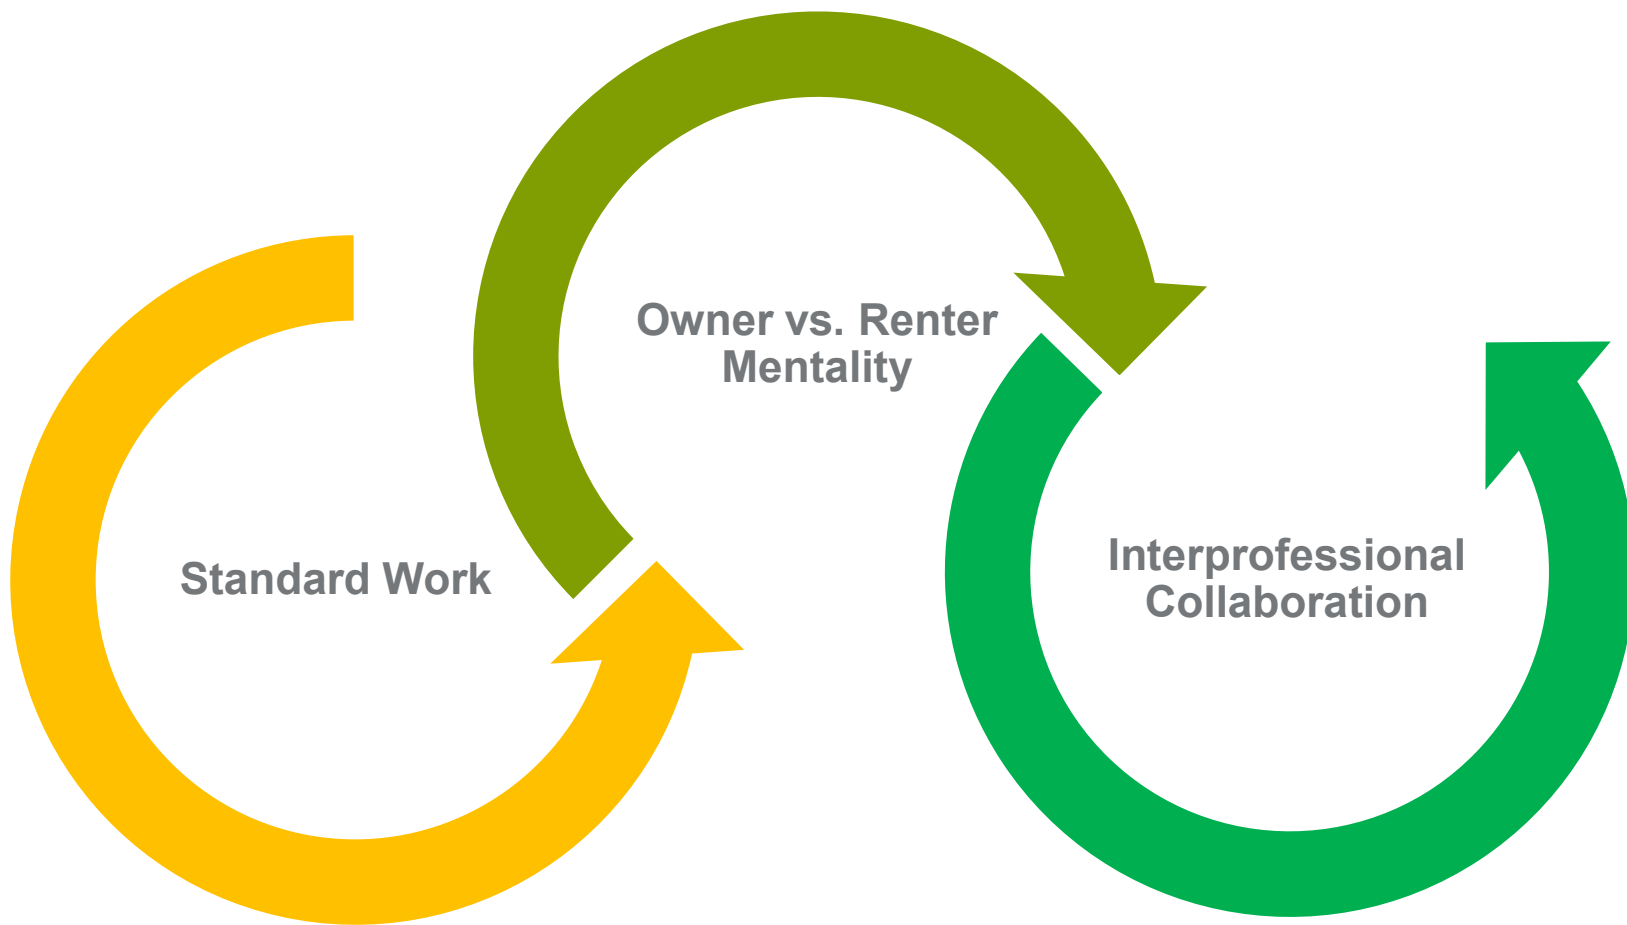 Standard Work
Owner vs. Renter
Mentality
Interprofessional
Collaboration